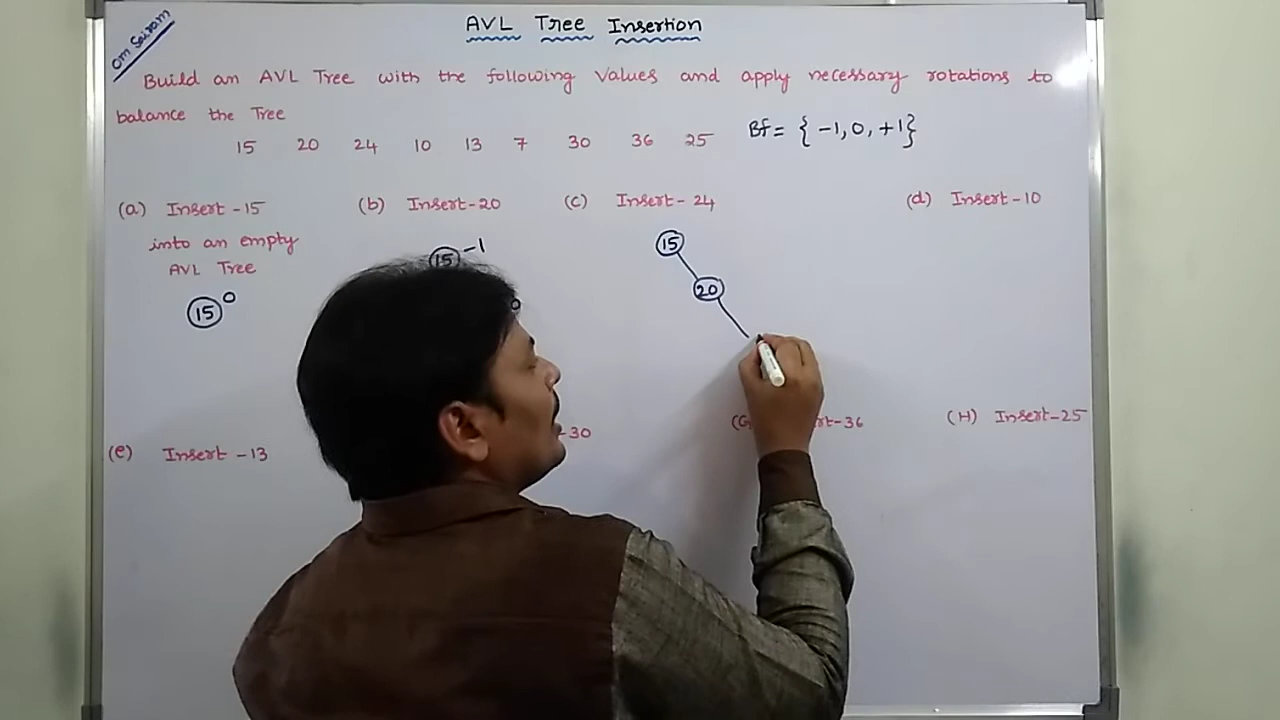 Om Sairam
AVL Tree Insertion
Build an AVL Tree with the following Values and apply necessary rotations to
balance the Tree
15 20 24 10 13 7 30 36 25
Bf = { -1, 0, +1}
(a) Insert -15
into an empty
AVL Tree
15 0
(b) Insert-20
15 -1
(c) Insert- 24
15
20
(d) Insert-10
(e) Insert -13
-30
-36
(H) Insert-25